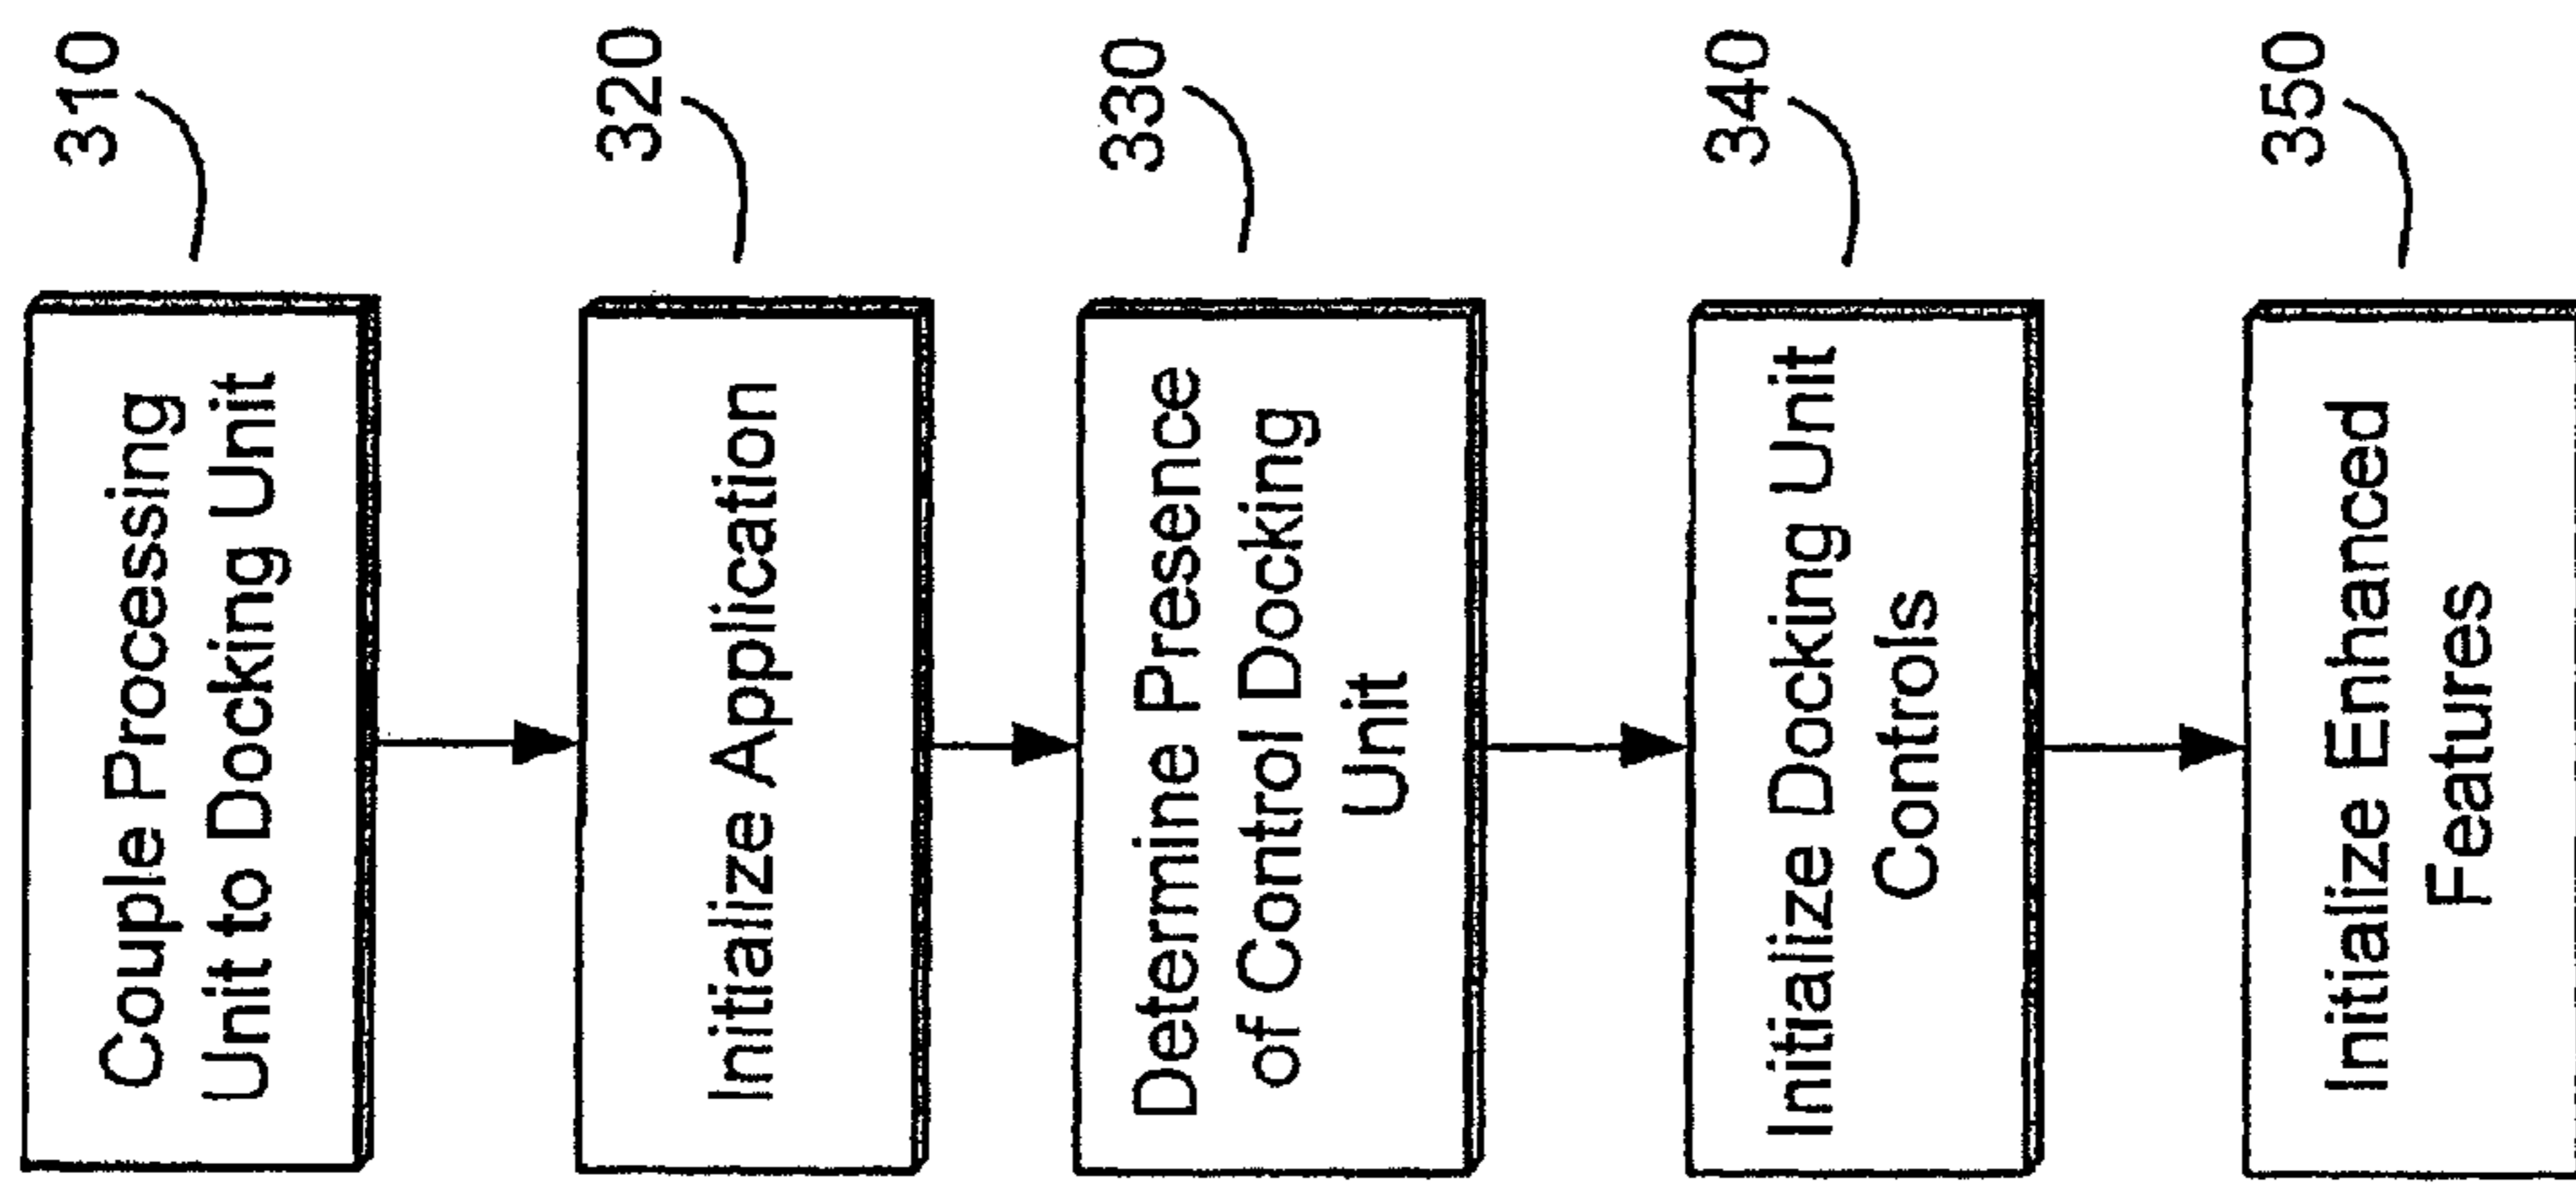 310
Couple Processing
Unit to Docking Unit
320
Initialize Application
330
Determine Presence
of Control Docking
Unit
340
Initialize Docking Unit
Controls
350
Initialize Enhanced
Features